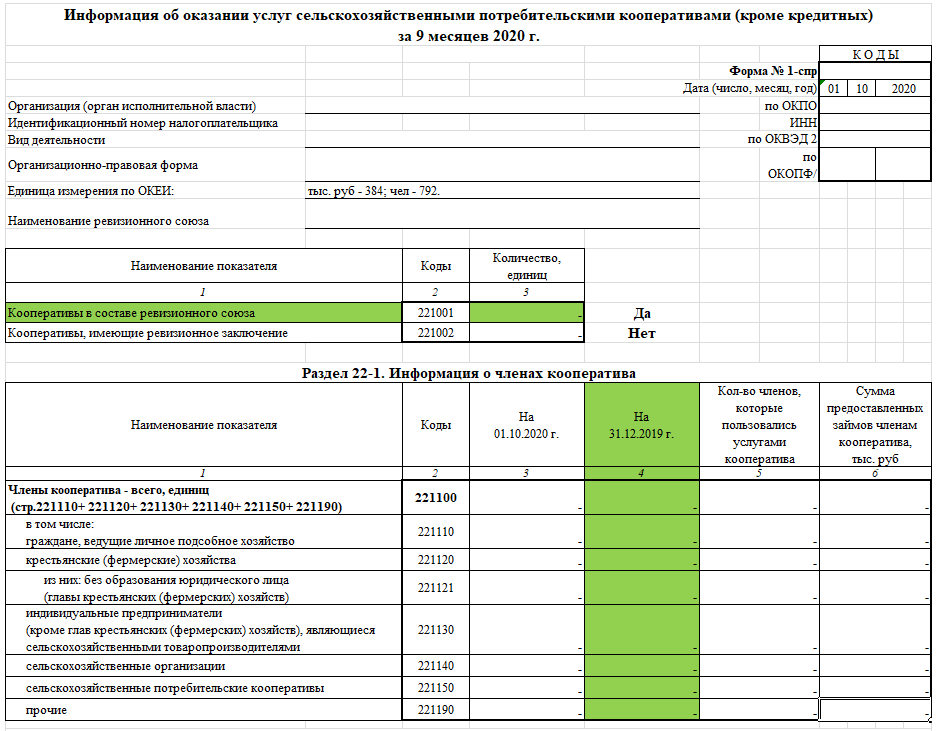 Информация об оказании услуг сельскохозяйственными потребительскими кооперативами (кроме кредитных)
за 9 месяцев 2020 г.
К О Д Ы
Форма № 1-спр
Дата (число, месяц, год) 01 10 2020
Организация (орган исполнительной власти) по ОКПО
Идентификационный номер налогоплательщика ИНН
Вид деятельности по ОКВЭД 2
Организационно-правовая форма по
ОКОПФ/
Единица измерения по ОКЕИ: тыс. руб - 384; чел - 792.
Наименование ревизионного союза
Наименование показателя Коды Количество,
единиц
1 2 3
Кооперативы в составе ревизионного союза 221001 - Да
Кооперативы, имеющие ревизионное заключение 221002 - Нет
Раздел 22-1. Информация о членах кооператива
Наименование показателя
Коды
На
01.10.2020 г.
На
31.12.2019 г.
Кол-во членов,
которые
пользовались
услугами
кооператива
Сумма
предоставленных
займов членам
кооператива,
тыс. руб
1 2 3 4 5 6
Члены кооператива - всего, единиц
(стр.221110+ 221120+ 221130+ 221140+ 221150+ 221190) 221100 - - - -
в том числе:
граждане, ведущие личное подсобное хозяйство 221110 - - - -
крестьянские (фермерские) хозяйства 221120 - - - -
из них: без образования юридического лица
(главы крестьянских (фермерских) хозяйств) 221121 - - - -
индивидуальные предприниматели
(кроме глав крестьянских (фермерских) хозяйств), являющиеся
сельскохозяйственными товаропроизводителями 221130 - - - -
сельскохозяйственные организации 221140 - - - -
сельскохозяйственные потребительские кооперативы 221150 - - - -
прочие 221190 - - - -